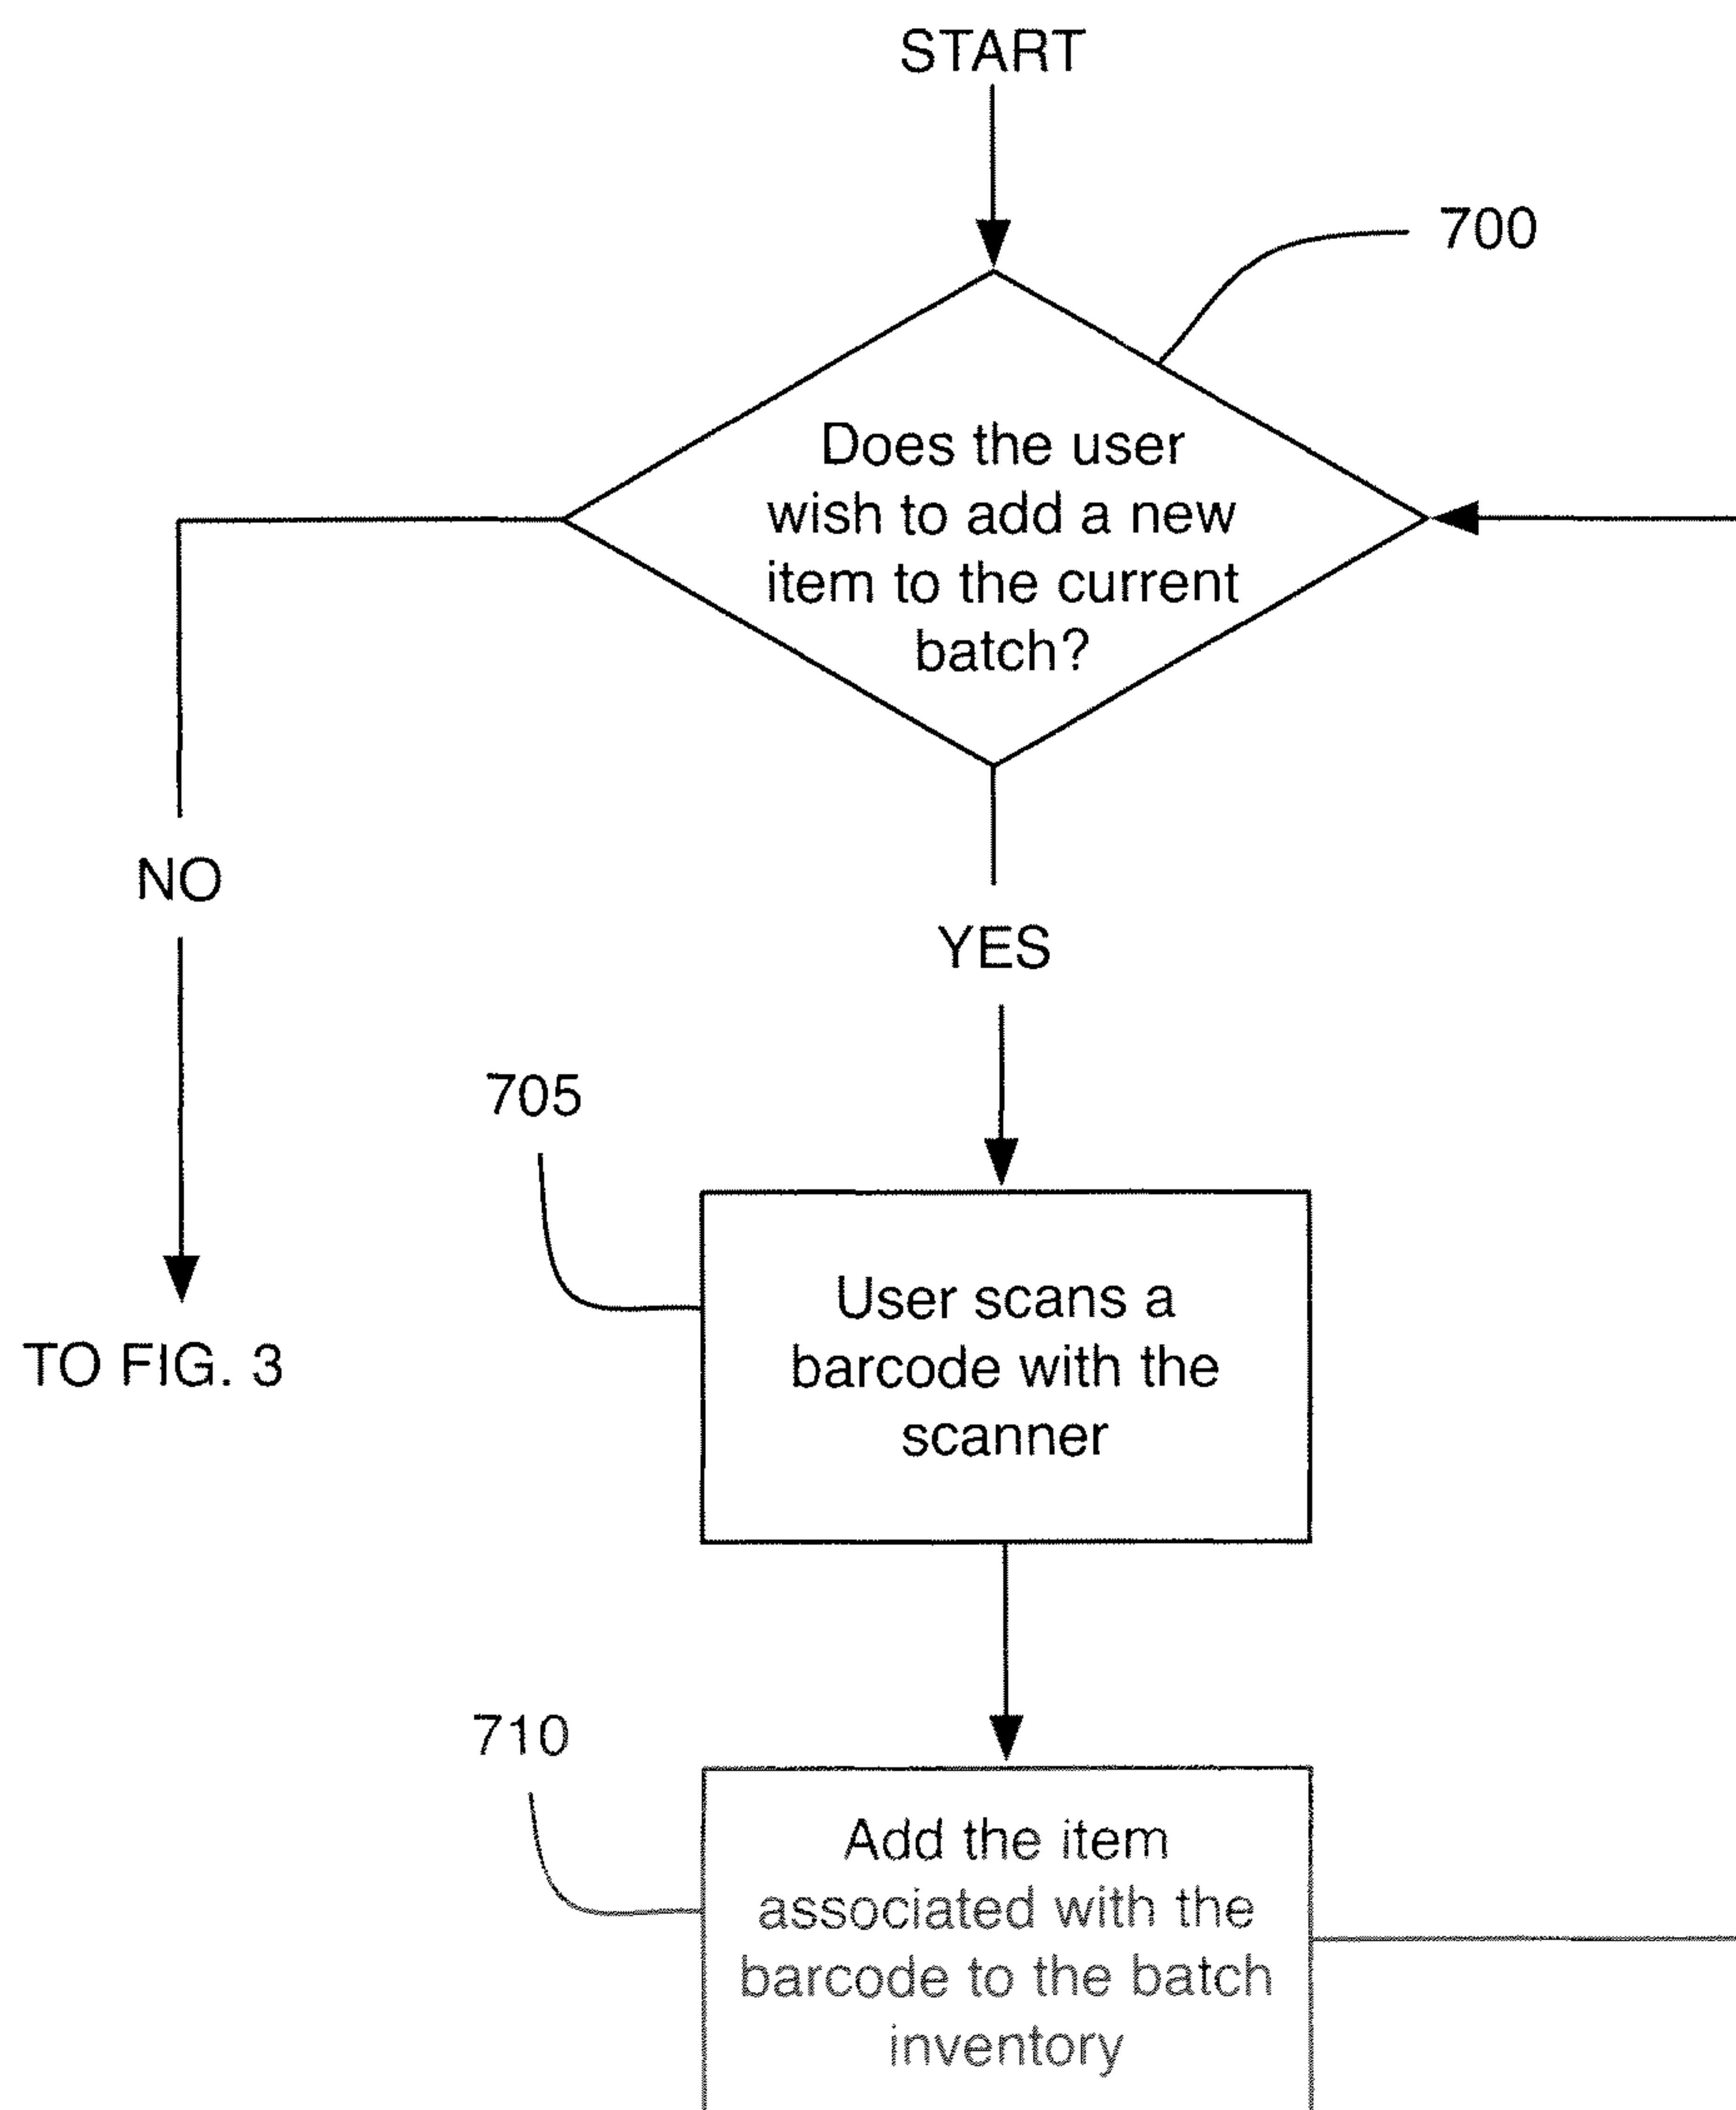 START
700
Does the user
wish to add a new
item to the current
batch?
NO
YES
705
User scans a
barcode with the
scanner
TO FIG. 3
710
Add the item
associated with the
barcode to the batch
inventory